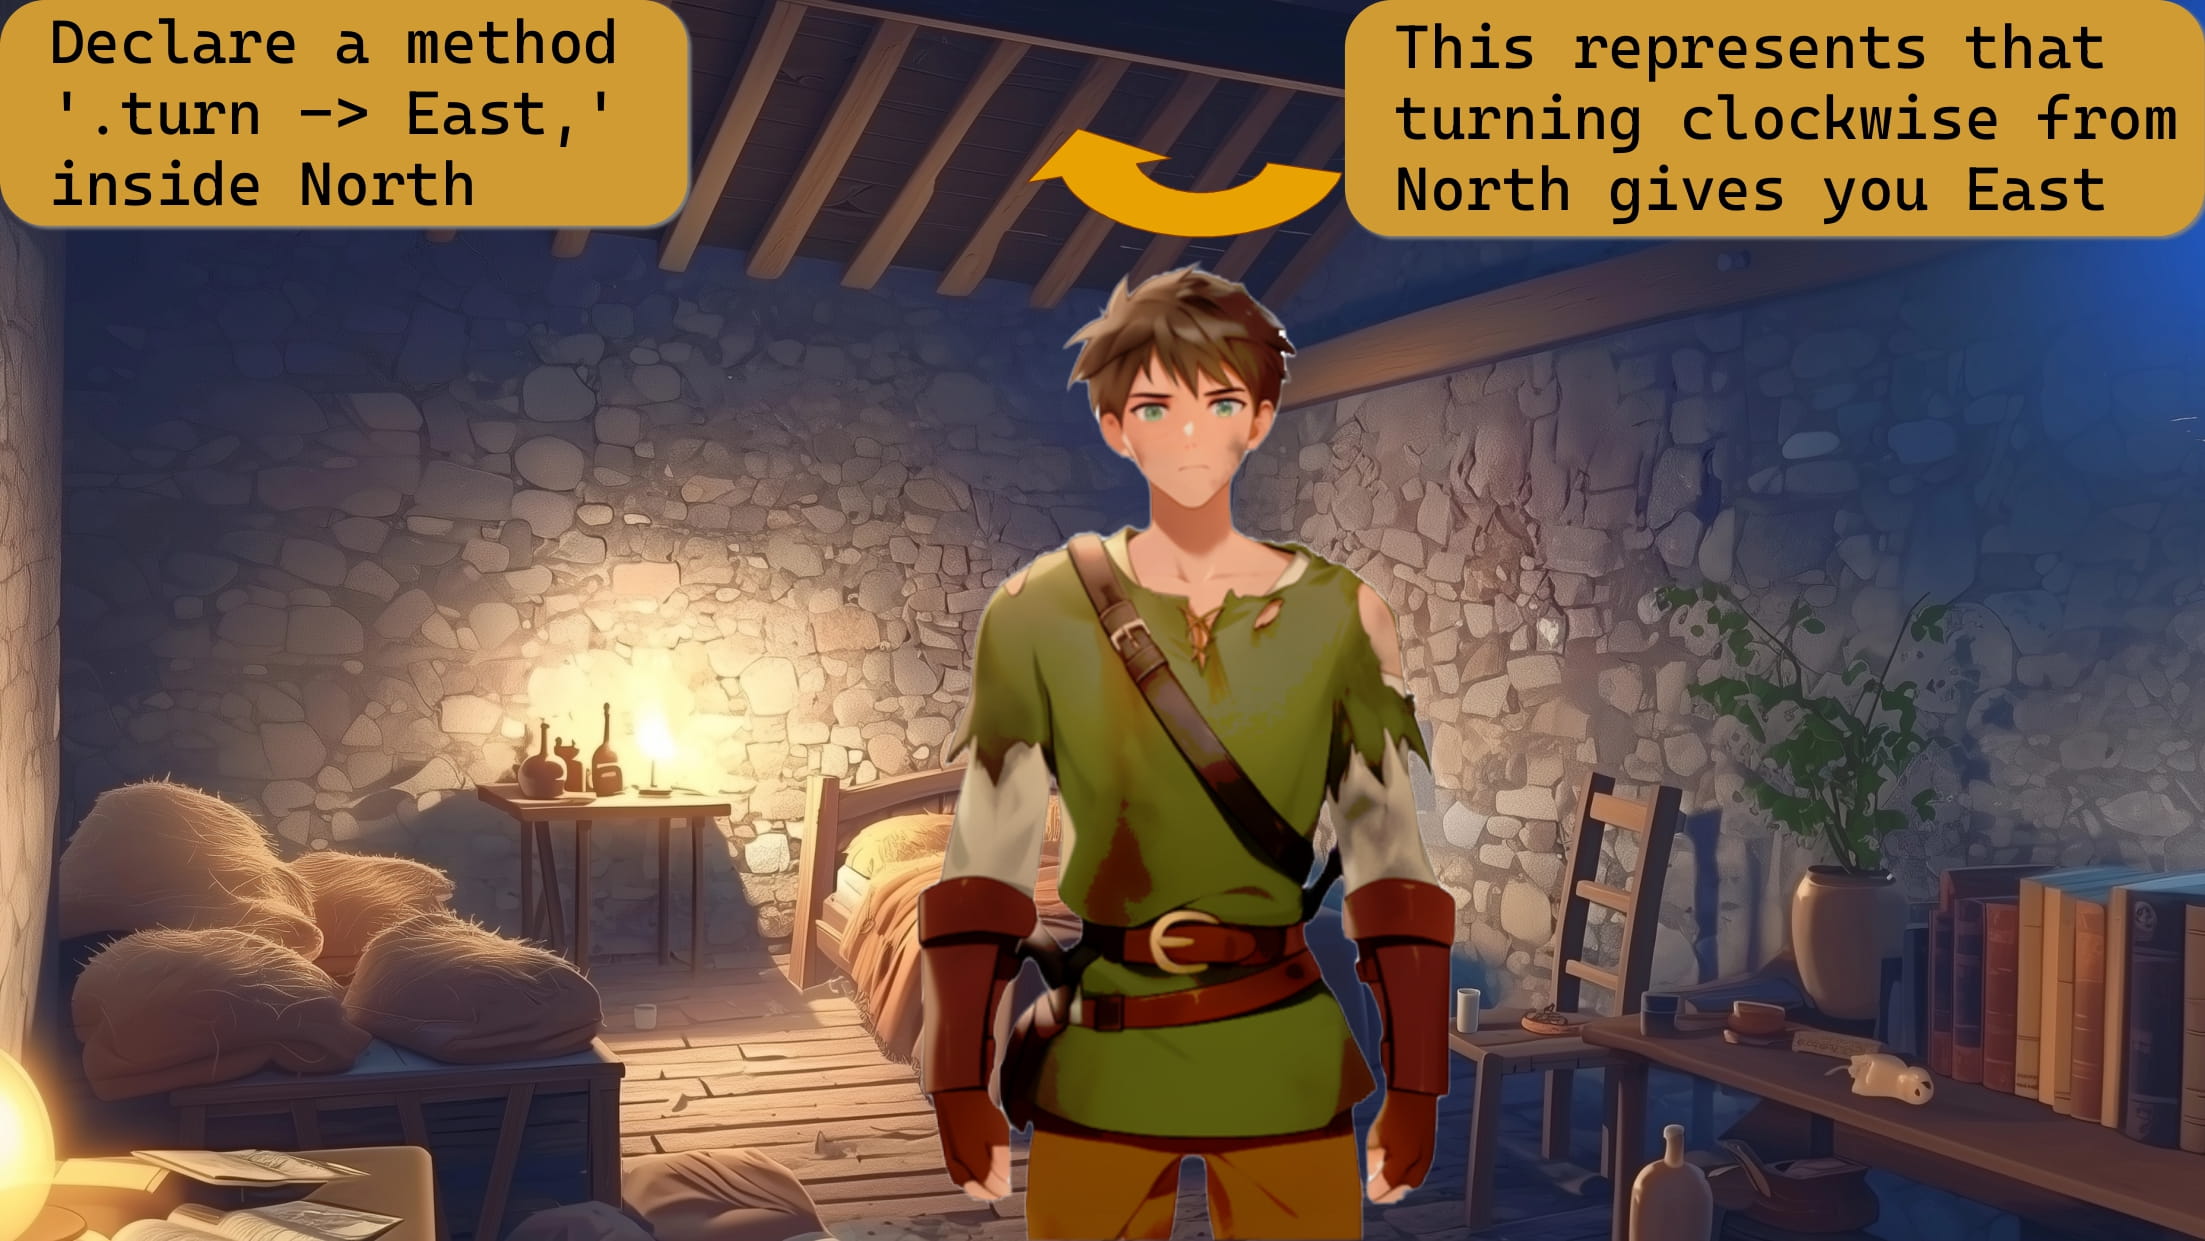 Declare a method
'.turn -> East,'
inside North
This represents that
turning clockwise from
North gives you East